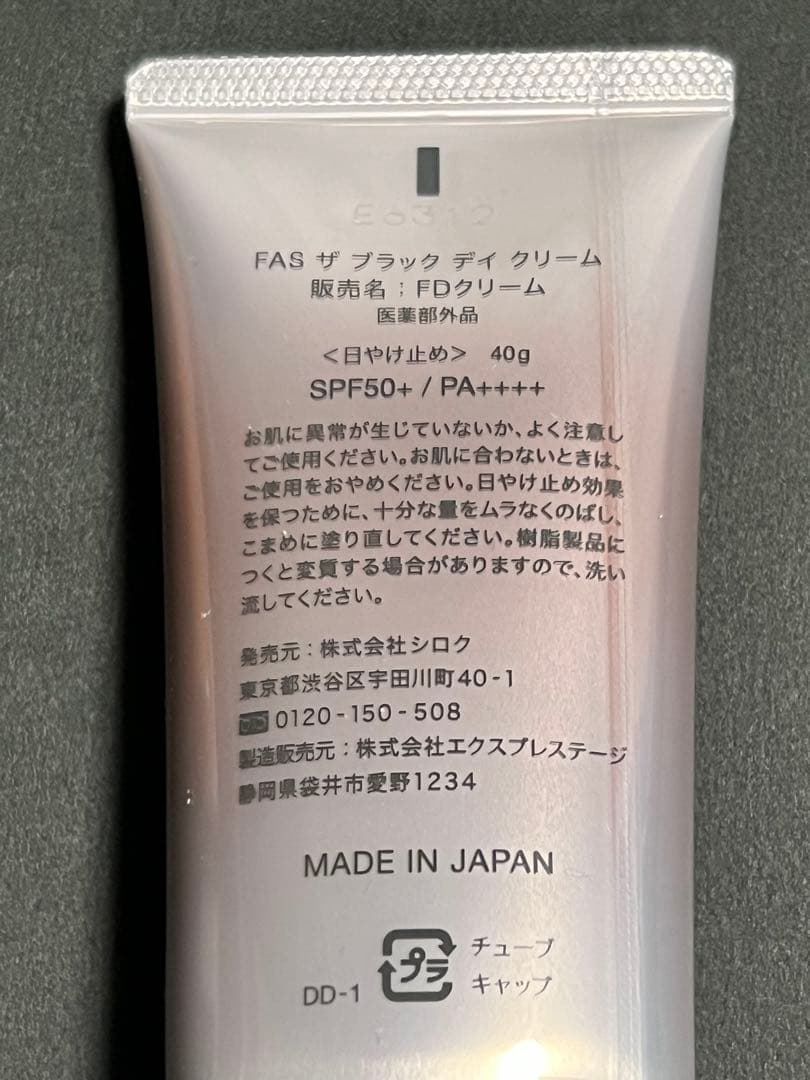 E6312
FAS ザ ブラック デイ クリーム
販売名：FDクリーム
医薬部外品
＜日やけ止め＞ 40g
SPF50+ / PA++++
お肌に異常が生じていないか、よく注意し
てご使用ください。お肌に合わないときは、
ご使用をおやめください。日やけ止め効果
を保つために、十分な量をムラなくのばし、
こまめに塗り直してください。樹脂製品に
つくと変質する場合がありますので、洗い
流してください。
発売元：株式会社シロク
東京都渋谷区宇田川町40-1
0120-150-508
製造販売元：株式会社エクスプレステージ
静岡県袋井市愛野1234
MADE IN JAPAN
DD-1 プラ チューブ
キャップ